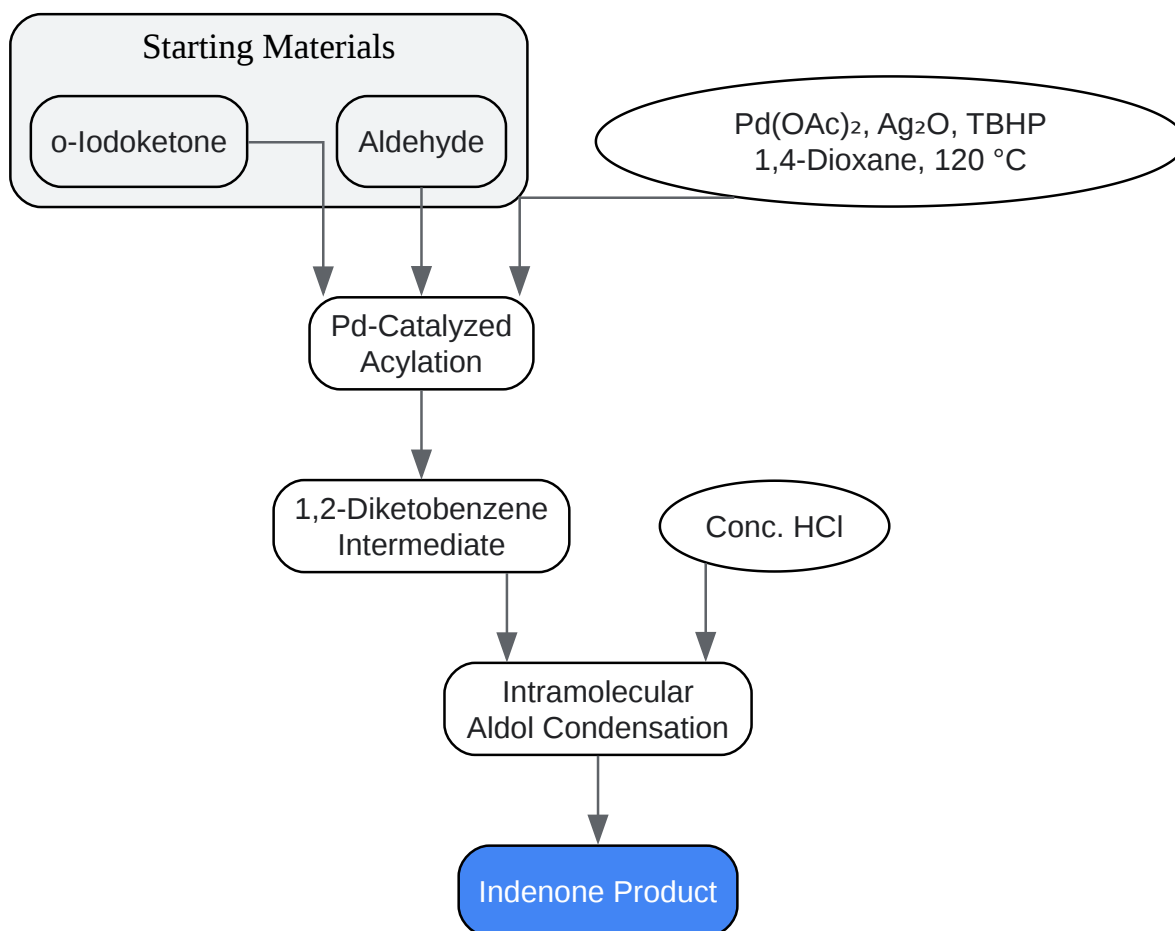 Starting Materials
o-Iodoketone
Aldehyde
Pd(OAc)₂, Ag₂O, TBHP
1,4-Dioxane, 120 °C
Pd-Catalyzed
Acylation
1,2-Diketobenzene
Intermediate
Conc. HCl
Intramolecular
Aldol Condensation
Indenone Product